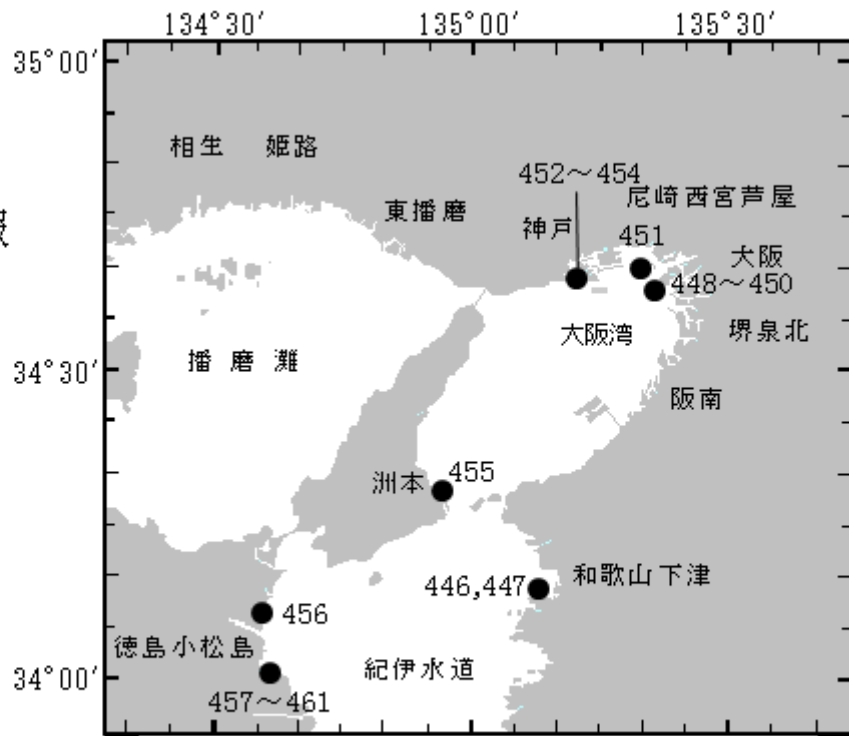 134°30′ 135°00′ 135°30′
35°00′
相生 姫路
452～454
尼崎西宮芦屋
東播磨
神戸
451
大阪
448～450
大阪湾
堺泉北
播磨灘
34°30′
阪南
洲本
455
446,447
和歌山下津
456
徳島小松島
紀伊水道
34°00′
457～461